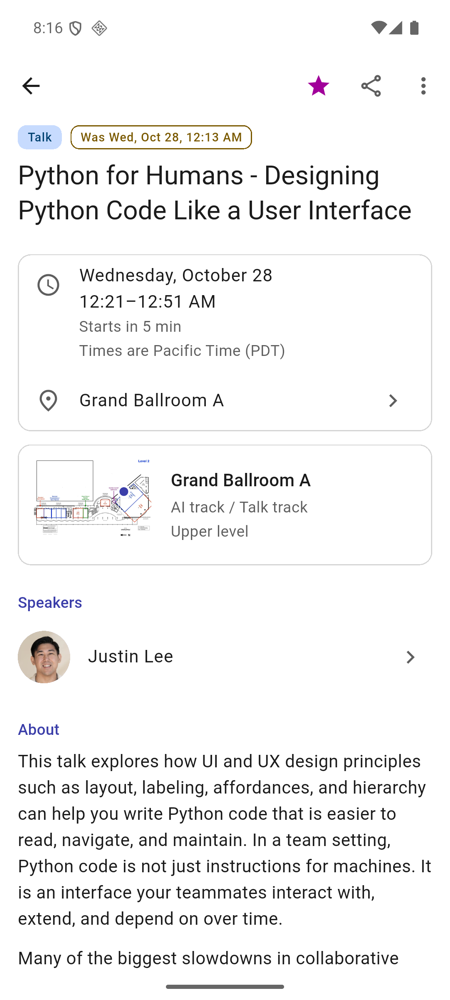 8:16
Talk
Was Wed, Oct 28, 12:13 AM
Python for Humans - Designing
Python Code Like a User Interface
Wednesday, October 28
12:21–12:51 AM
Starts in 5 min
Times are Pacific Time (PDT)
Grand Ballroom A
Grand Ballroom A
AI track / Talk track
Upper level
Speakers
Justin Lee
About
This talk explores how UI and UX design principles
such as layout, labeling, affordances, and hierarchy
can help you write Python code that is easier to
read, navigate, and maintain. In a team setting,
Python code is not just instructions for machines. It
is an interface your teammates interact with,
extend, and depend on over time.
Many of the biggest slowdowns in collaborative